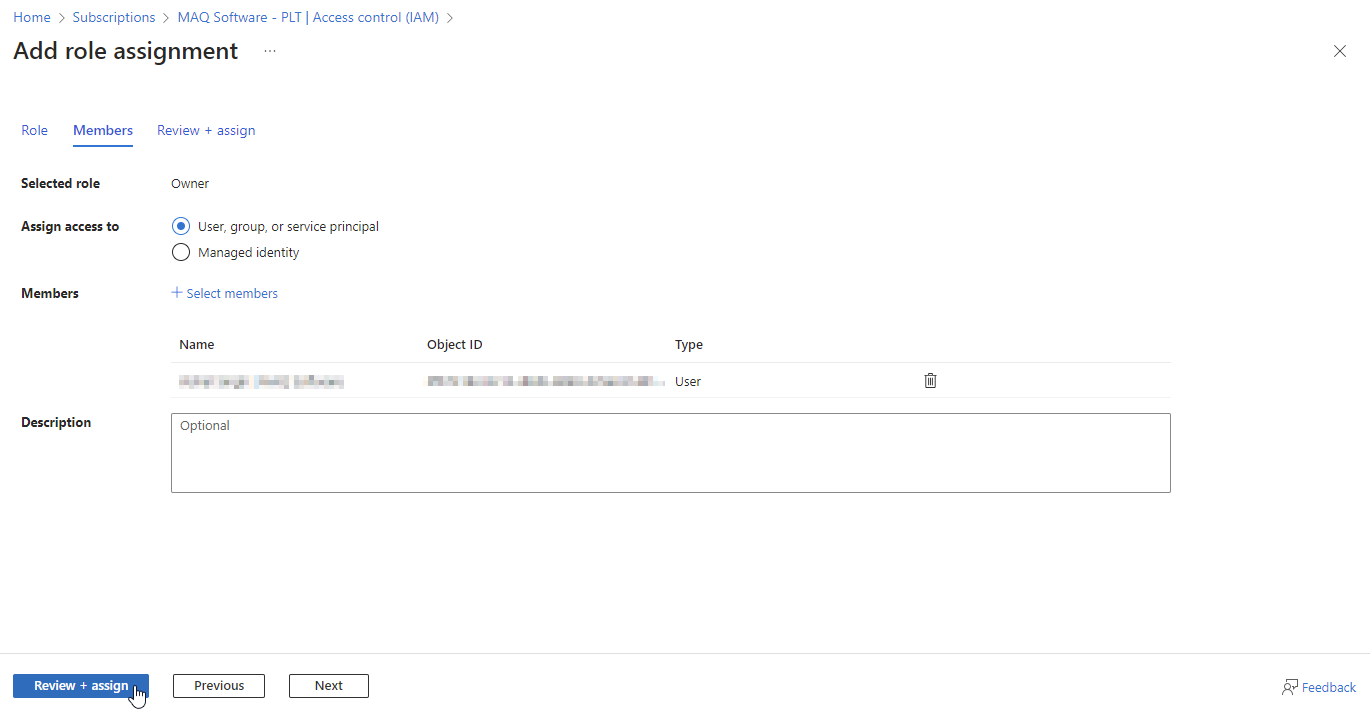 Home > Subscriptions > MAQ Software - PLT | Access control (IAM) >
Add role assignment ...
Role Members Review + assign
Selected role Owner
Assign access to User, group, or service principal
Managed identity
Members + Select members
Name Object ID Type
User
Description Optional
Review + assign Previous Next Feedback